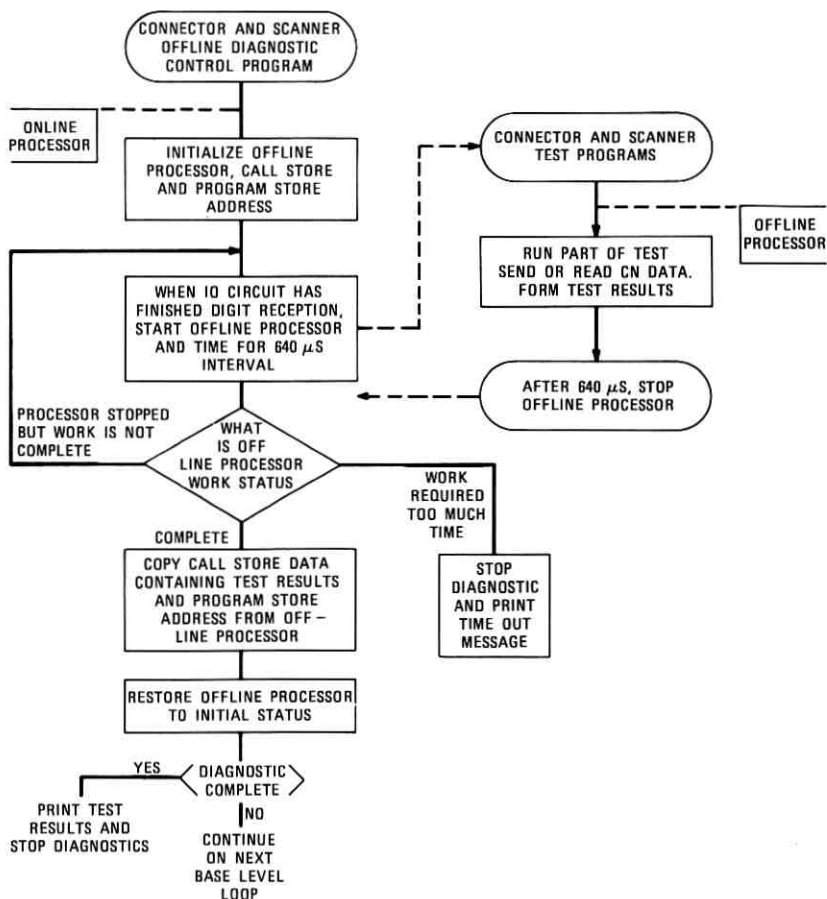 CONNECTOR AND SCANNER
OFFLINE DIAGNOSTIC
CONTROL PROGRAM
ONLINE
PROCESSOR
INITIALIZE OFFLINE
PROCESSOR, CALL STORE
AND PROGRAM STORE
ADDRESS
CONNECTOR AND SCANNER
TEST PROGRAMS
OFFLINE
PROCESSOR
RUN PART OF TEST
SEND OR READ CN DATA.
FORM TEST RESULTS
WHEN IO CIRCUIT HAS
FINISHED DIGIT RECEPTION,
START OFFLINE PROCESSOR
AND TIME FOR 640 μS
INTERVAL
AFTER 640 μS, STOP
OFFLINE PROCESSOR
PROCESSOR STOPPED
BUT WORK IS NOT
COMPLETE
WHAT
IS OFF
LINE PROCESSOR
WORK STATUS
WORK
REQUIRED
TOO MUCH
TIME
COMPLETE
COPY CALL STORE DATA
CONTAINING TEST RESULTS
AND PROGRAM STORE
ADDRESS FROM OFF-
LINE PROCESSOR
STOP
DIAGNOSTIC
AND PRINT
TIME OUT
MESSAGE
RESTORE OFFLINE PROCESSOR
TO INITIAL STATUS
YES
DIAGNOSTIC
COMPLETE
NO
PRINT TEST
RESULTS AND
STOP DIAGNOSTICS
CONTINUE
ON NEXT
BASE LEVEL
LOOP